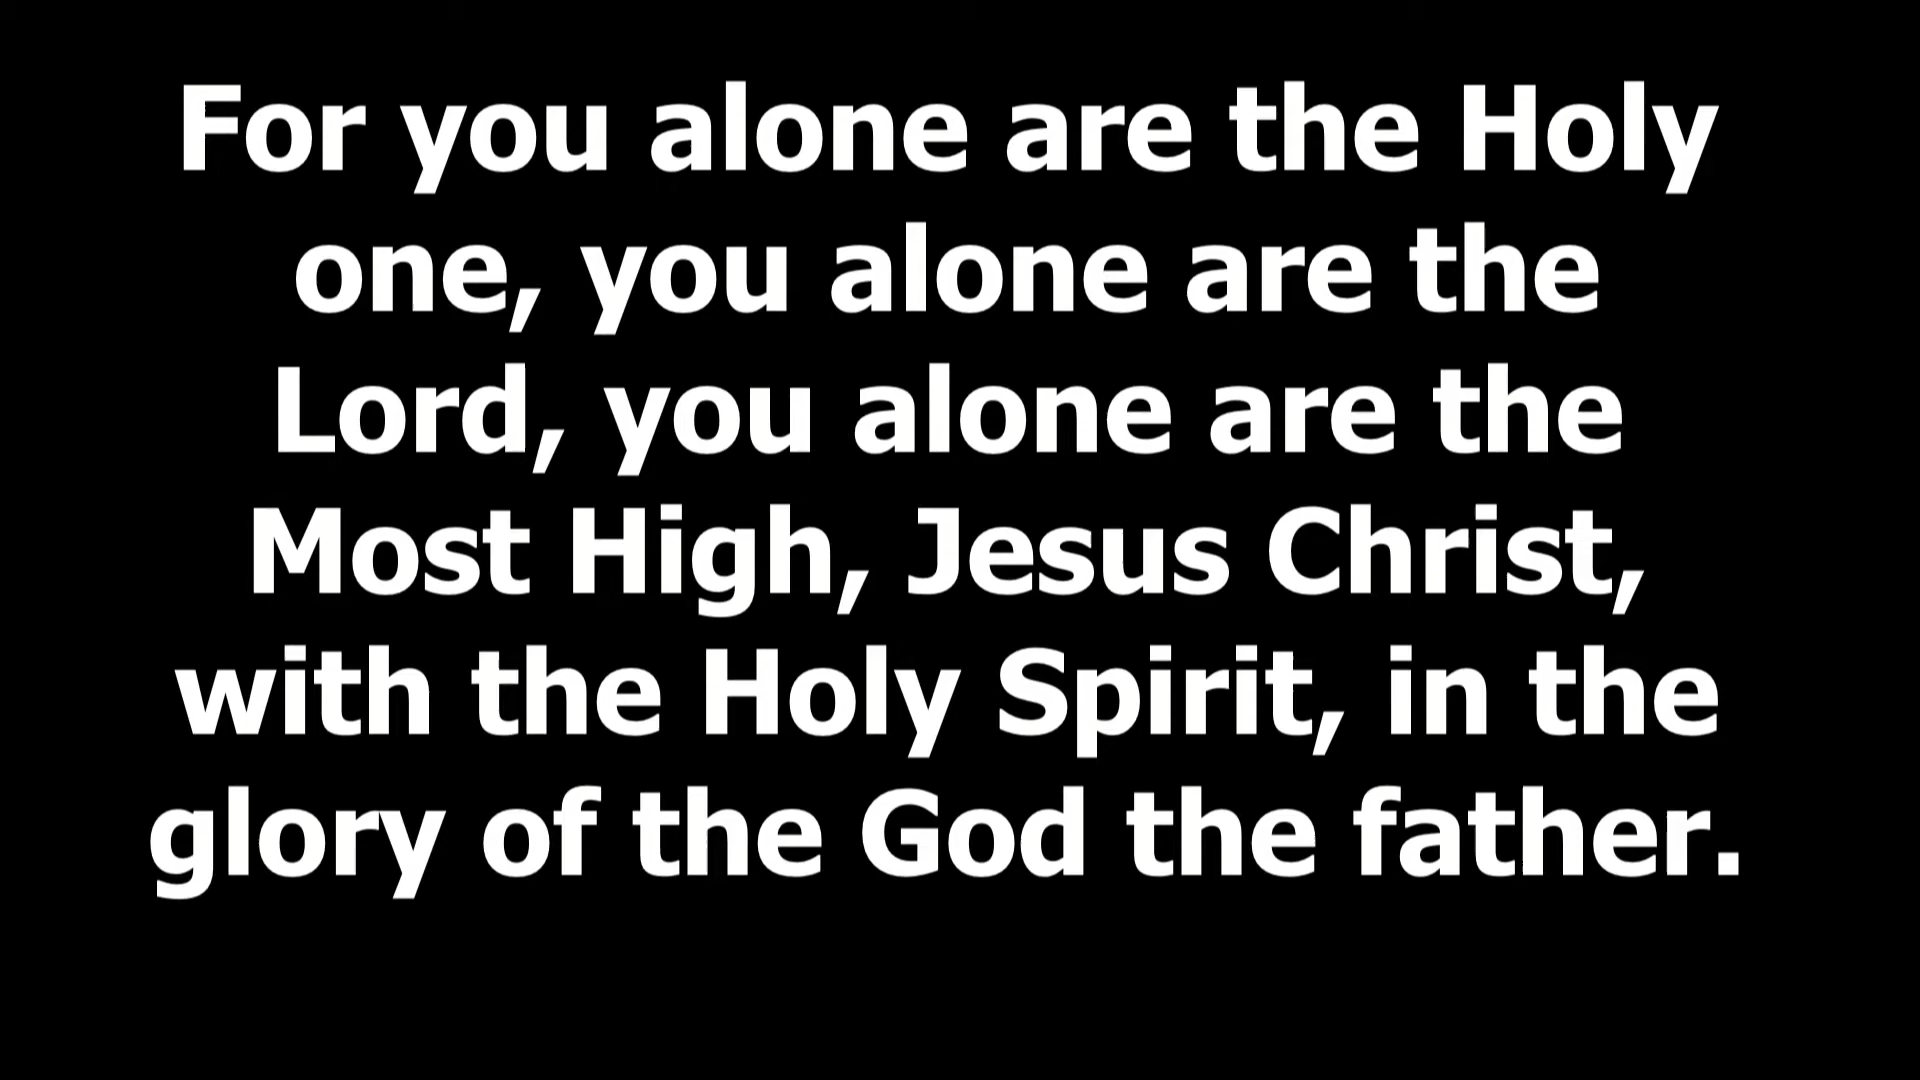 For you alone are the Holy
one, you alone are the
Lord, you alone are the
Most High, Jesus Christ,
with the Holy Spirit, in the
glory of the God the father.